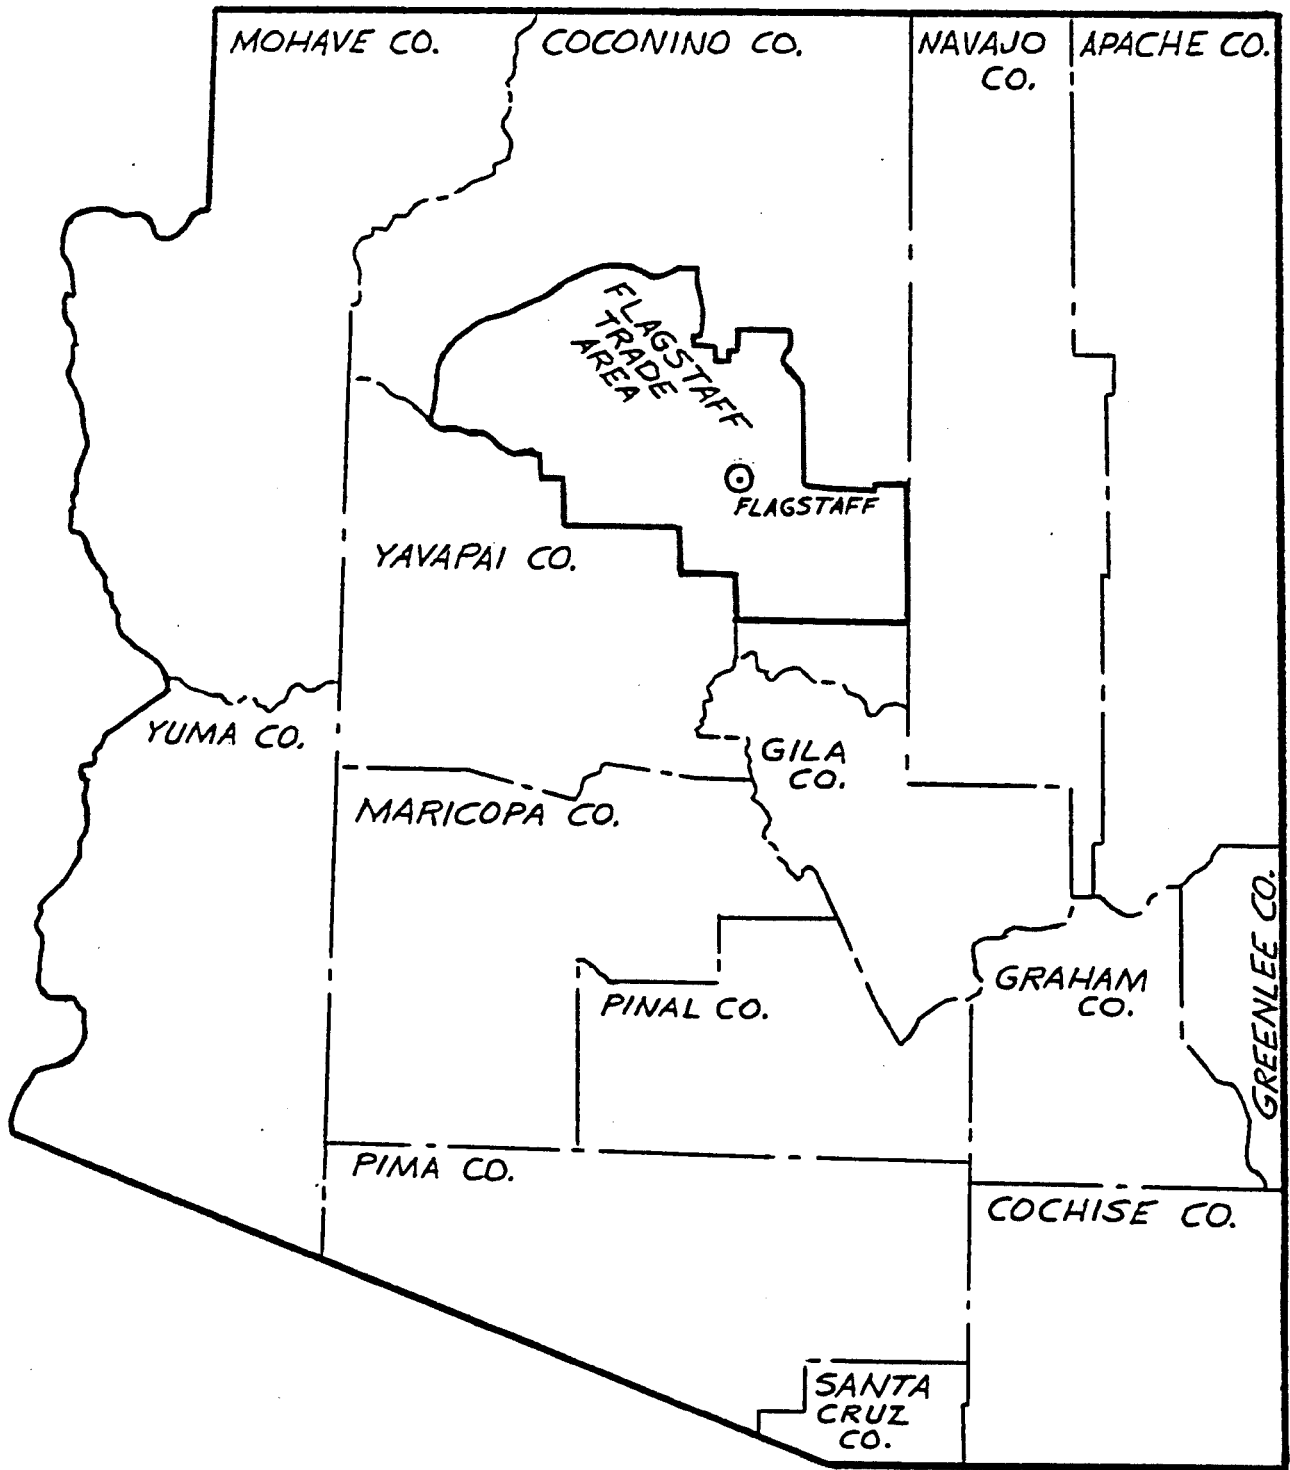 MOHAVE CO.
COCONINO CO.
NAVAJO
CO.
APACHE CO.
FLAGSTAFF
TRADE
AREA
FLAGSTAFF
YAVAPAI CO.
YUMA CO.
GILA
CO.
MARICOPA CO.
GREENLEE CO.
GRAHAM
CO.
PINAL CO.
PIMA CO.
COCHISE CO.
SANTA
CRUZ
CO.